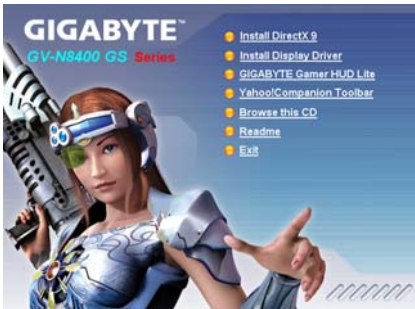 GIGABYTE™
GV-N8400 GS Series
Install DirectX 9
Install Display Driver
GIGABYTE Gamer HUD Lite
Yahoo!Companion Toolbar
Browse this CD
Readme
Exit